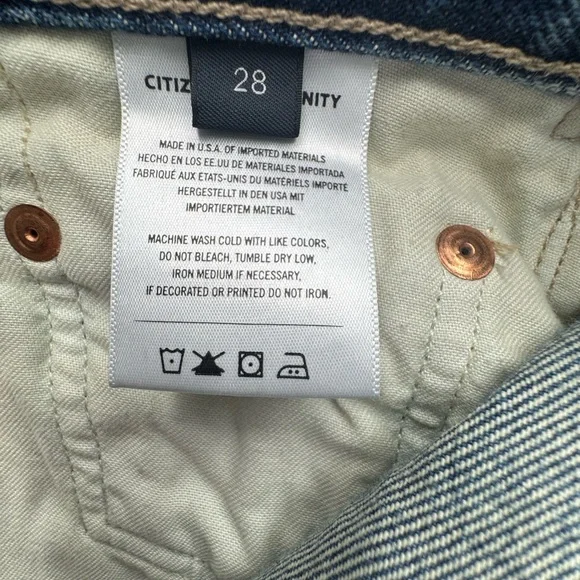 28
CITIZ NITY
MADE IN U.S.A. OF IMPORTED MATERIALS
HECHO EN LOS EE.UU DE MATERIALES IMPORTADA
FABRIQUÉ AUX ETATS-UNIS DU MATÉRIELS IMPORTÉ
HERGESTELLT IN DEN USA MIT
IMPORTIERTEM MATERIAL
MACHINE WASH COLD WITH LIKE COLORS,
DO NOT BLEACH, TUMBLE DRY LOW,
IRON MEDIUM IF NECESSARY,
IF DECORATED OR PRINTED DO NOT IRON.